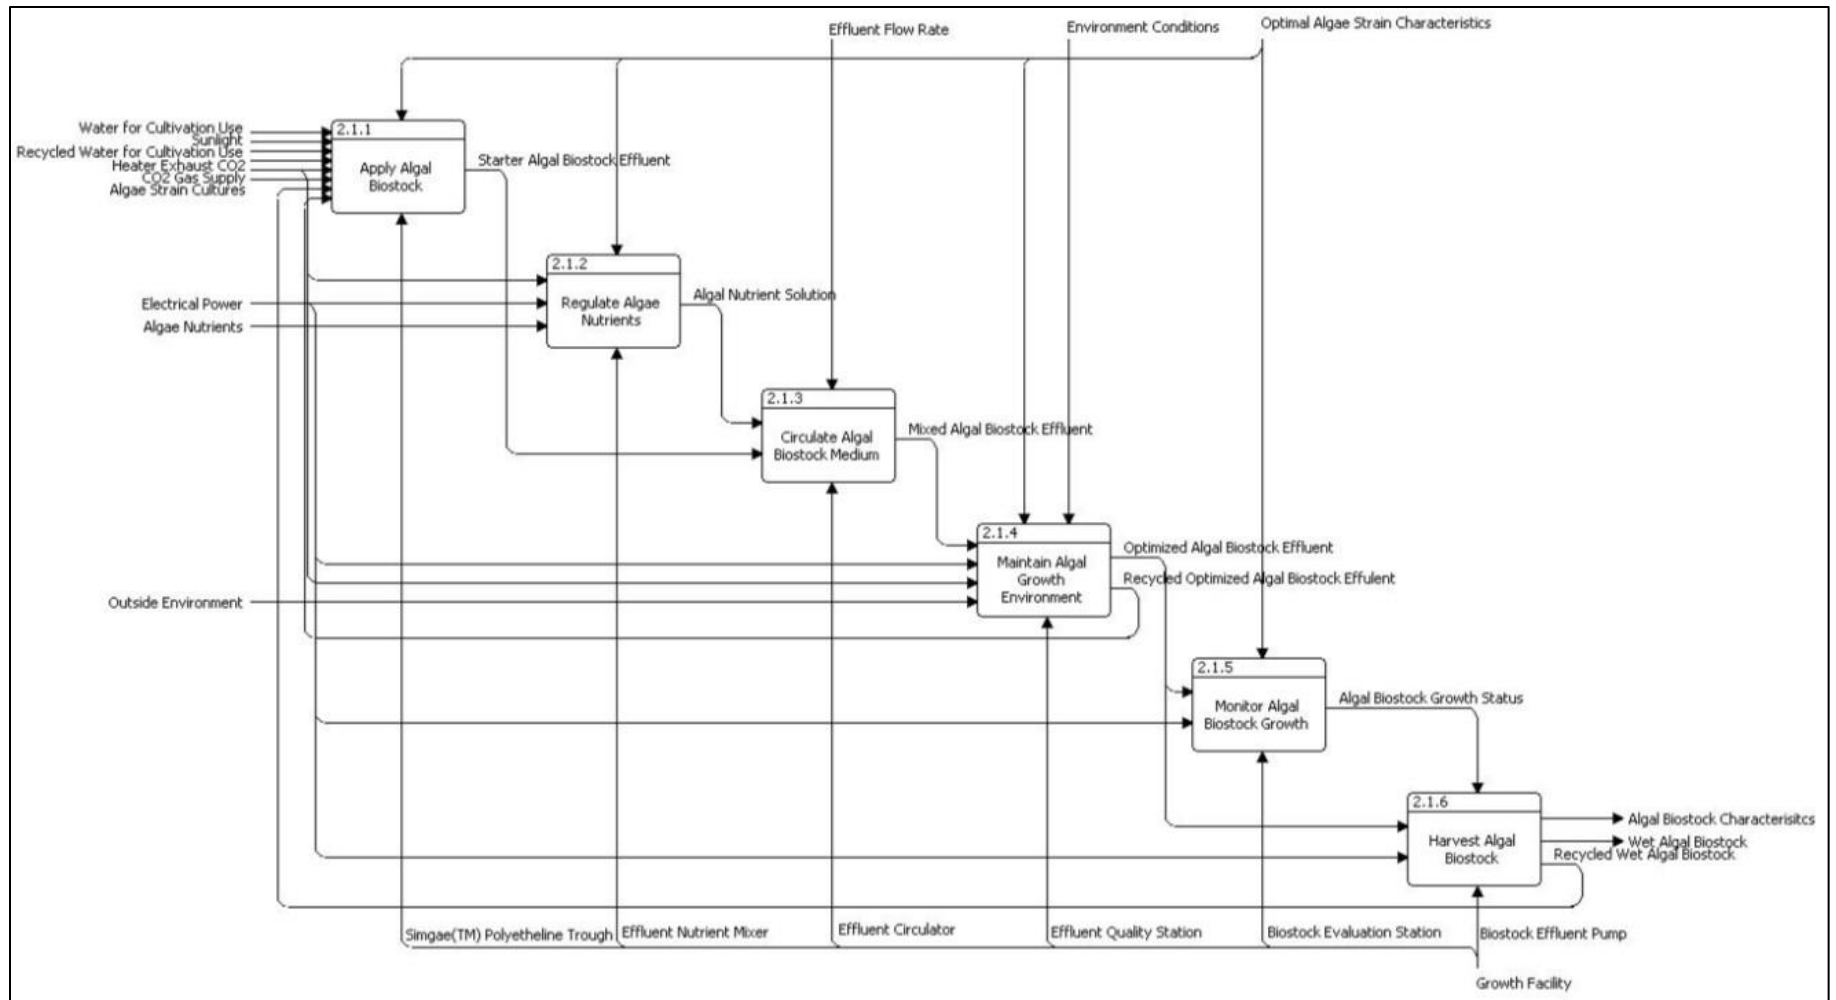 Effluent Flow Rate
Environment Conditions
Optimal Algae Strain Characteristics
Water for Cultivation Use
Sunlight
Recycled Water for Cultivation Use
Heater Exhaust CO2
CO2 Gas Supply
Algae Strain Cultures
2.1.1
Apply Algal
Biostock
Starter Algal Biostock Effluent
2.1.2
Regulate Algae
Nutrients
Electrical Power
Algae Nutrients
Algal Nutrient Solution
2.1.3
Circulate Algal
Biostock Medium
Mixed Algal Biostock Effluent
2.1.4
Maintain Algal
Growth
Environment
Outside Environment
Optimized Algal Biostock Effluent
Recycled Optimized Algal Biostock Effulent
2.1.5
Monitor Algal
Biostock Growth
Algal Biostock Growth Status
2.1.6
Harvest Algal
Biostock
Algal Biostock Characterisitcs
Wet Algal Biostock
Recycled Wet Algal Biostock
Simgae(TM) Polyetheline Trough
Effluent Nutrient Mixer
Effluent Circulator
Effluent Quality Station
Biostock Evaluation Station
Biostock Effluent Pump
Growth Facility